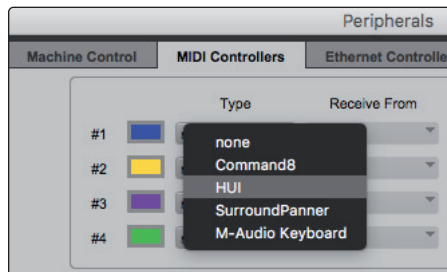 Peripherals
Machine Control MIDI Controllers Ethernet Controlle
Type Receive From
#1
none
Command8
#2
HUI
#3
SurroundPanner
#4
M-Audio Keyboard